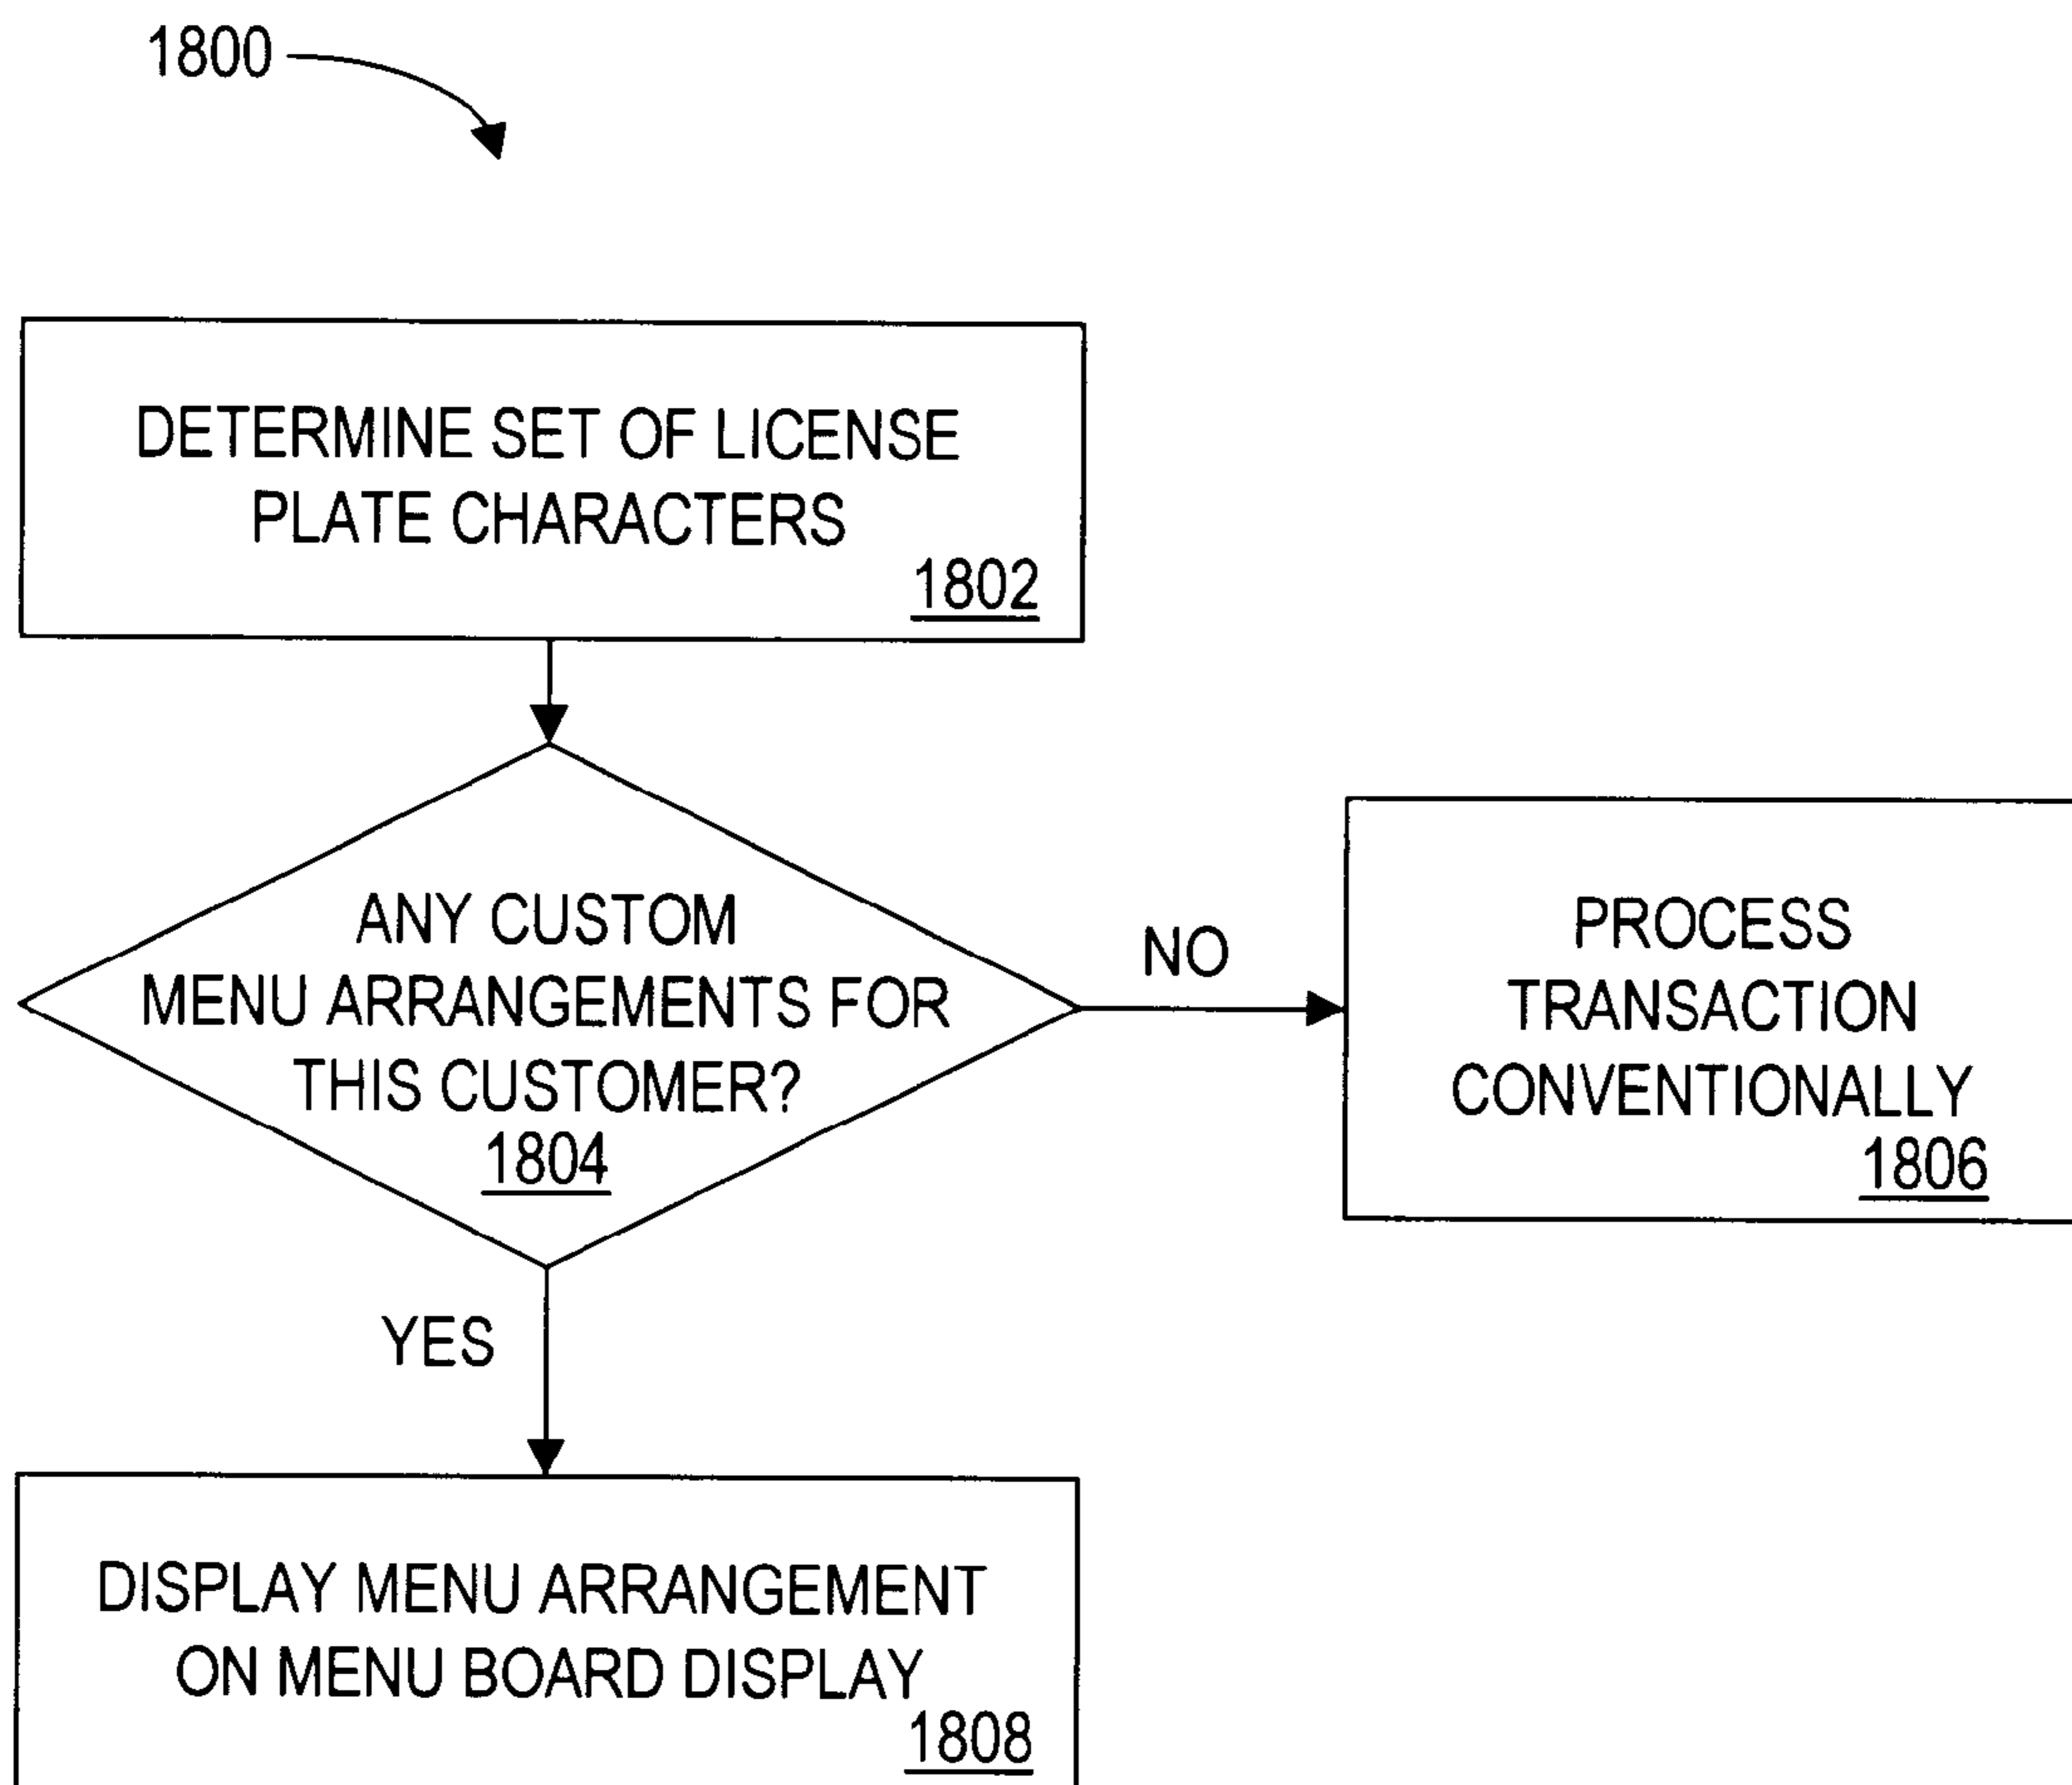 1800
DETERMINE SET OF LICENSE
PLATE CHARACTERS
1802
ANY CUSTOM
MENU ARRANGEMENTS FOR
THIS CUSTOMER?
1804
NO
PROCESS
TRANSACTION
CONVENTIONALLY
1806
YES
DISPLAY MENU ARRANGEMENT
ON MENU BOARD DISPLAY
1808